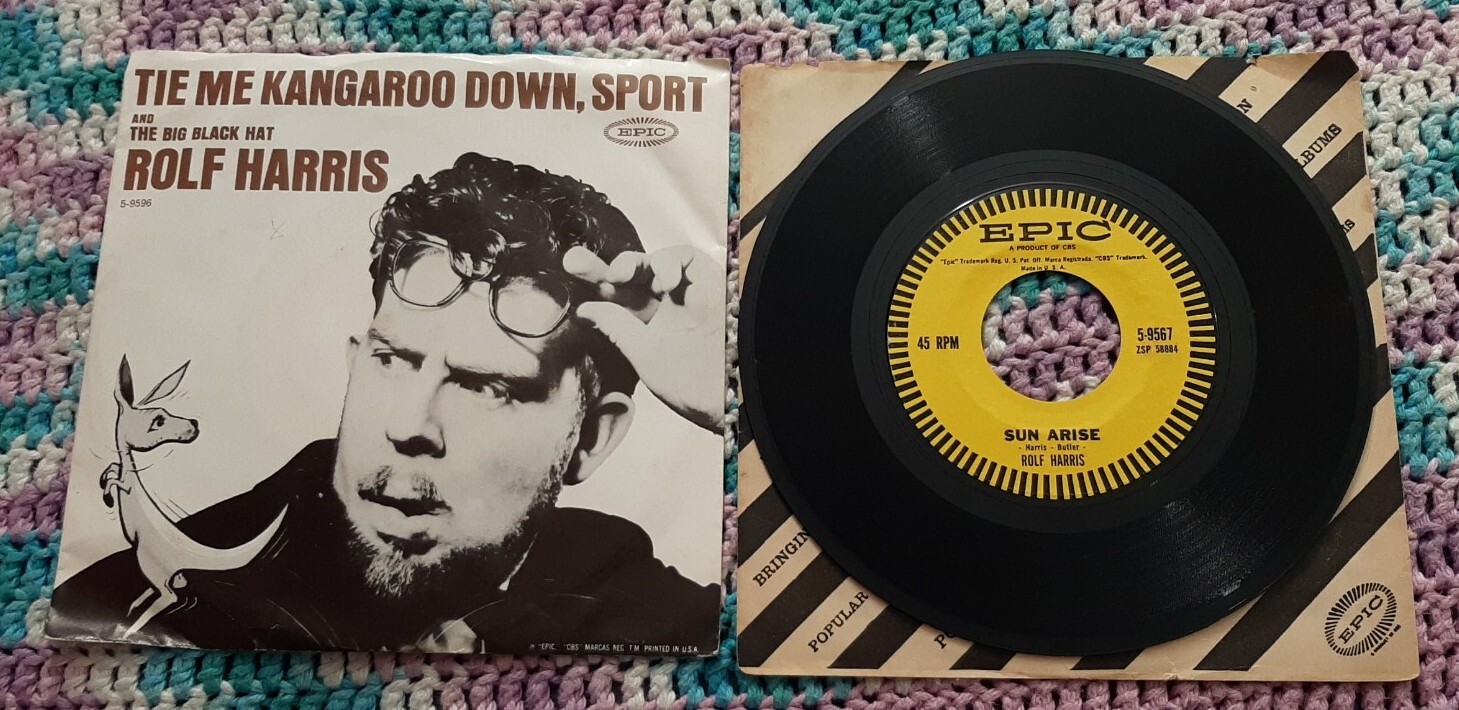 TIE ME KANGAROO DOWN, SPORT
AND
THE BIG BLACK HAT
EPIC
ROLF HARRIS
5-9596
"EPIC, "CBS" MARCAS REG. T.M. PRINTED IN U.S.A.
EPIC
A PRODUCT OF CBS
"Epic" Trademark Reg. U. S. Pat. Off. Marca Registrada. "CBS" Trademark.
Made in U. S. A.
45 RPM
5-9567
ZSP 58884
SUN ARISE
- Harris - Butler -
ROLF HARRIS
LBUMS
BRINGIN
POPULAR
EPIC